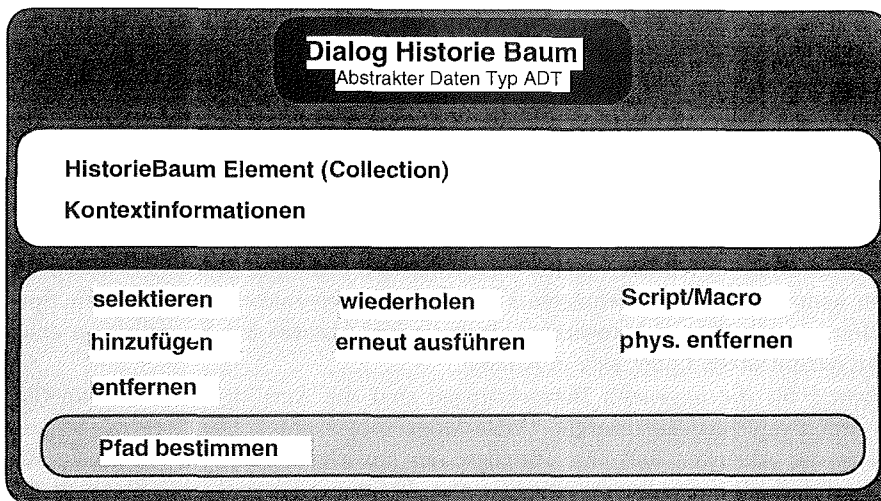 Dialog Historie Baum
Abstrakter Daten Typ ADT
HistorieBaum Element (Collection)
Kontextinformationen
selektieren wiederholen Script/Macro
hinzufügen erneut ausführen phys. entfernen
entfernen
Pfad bestimmen